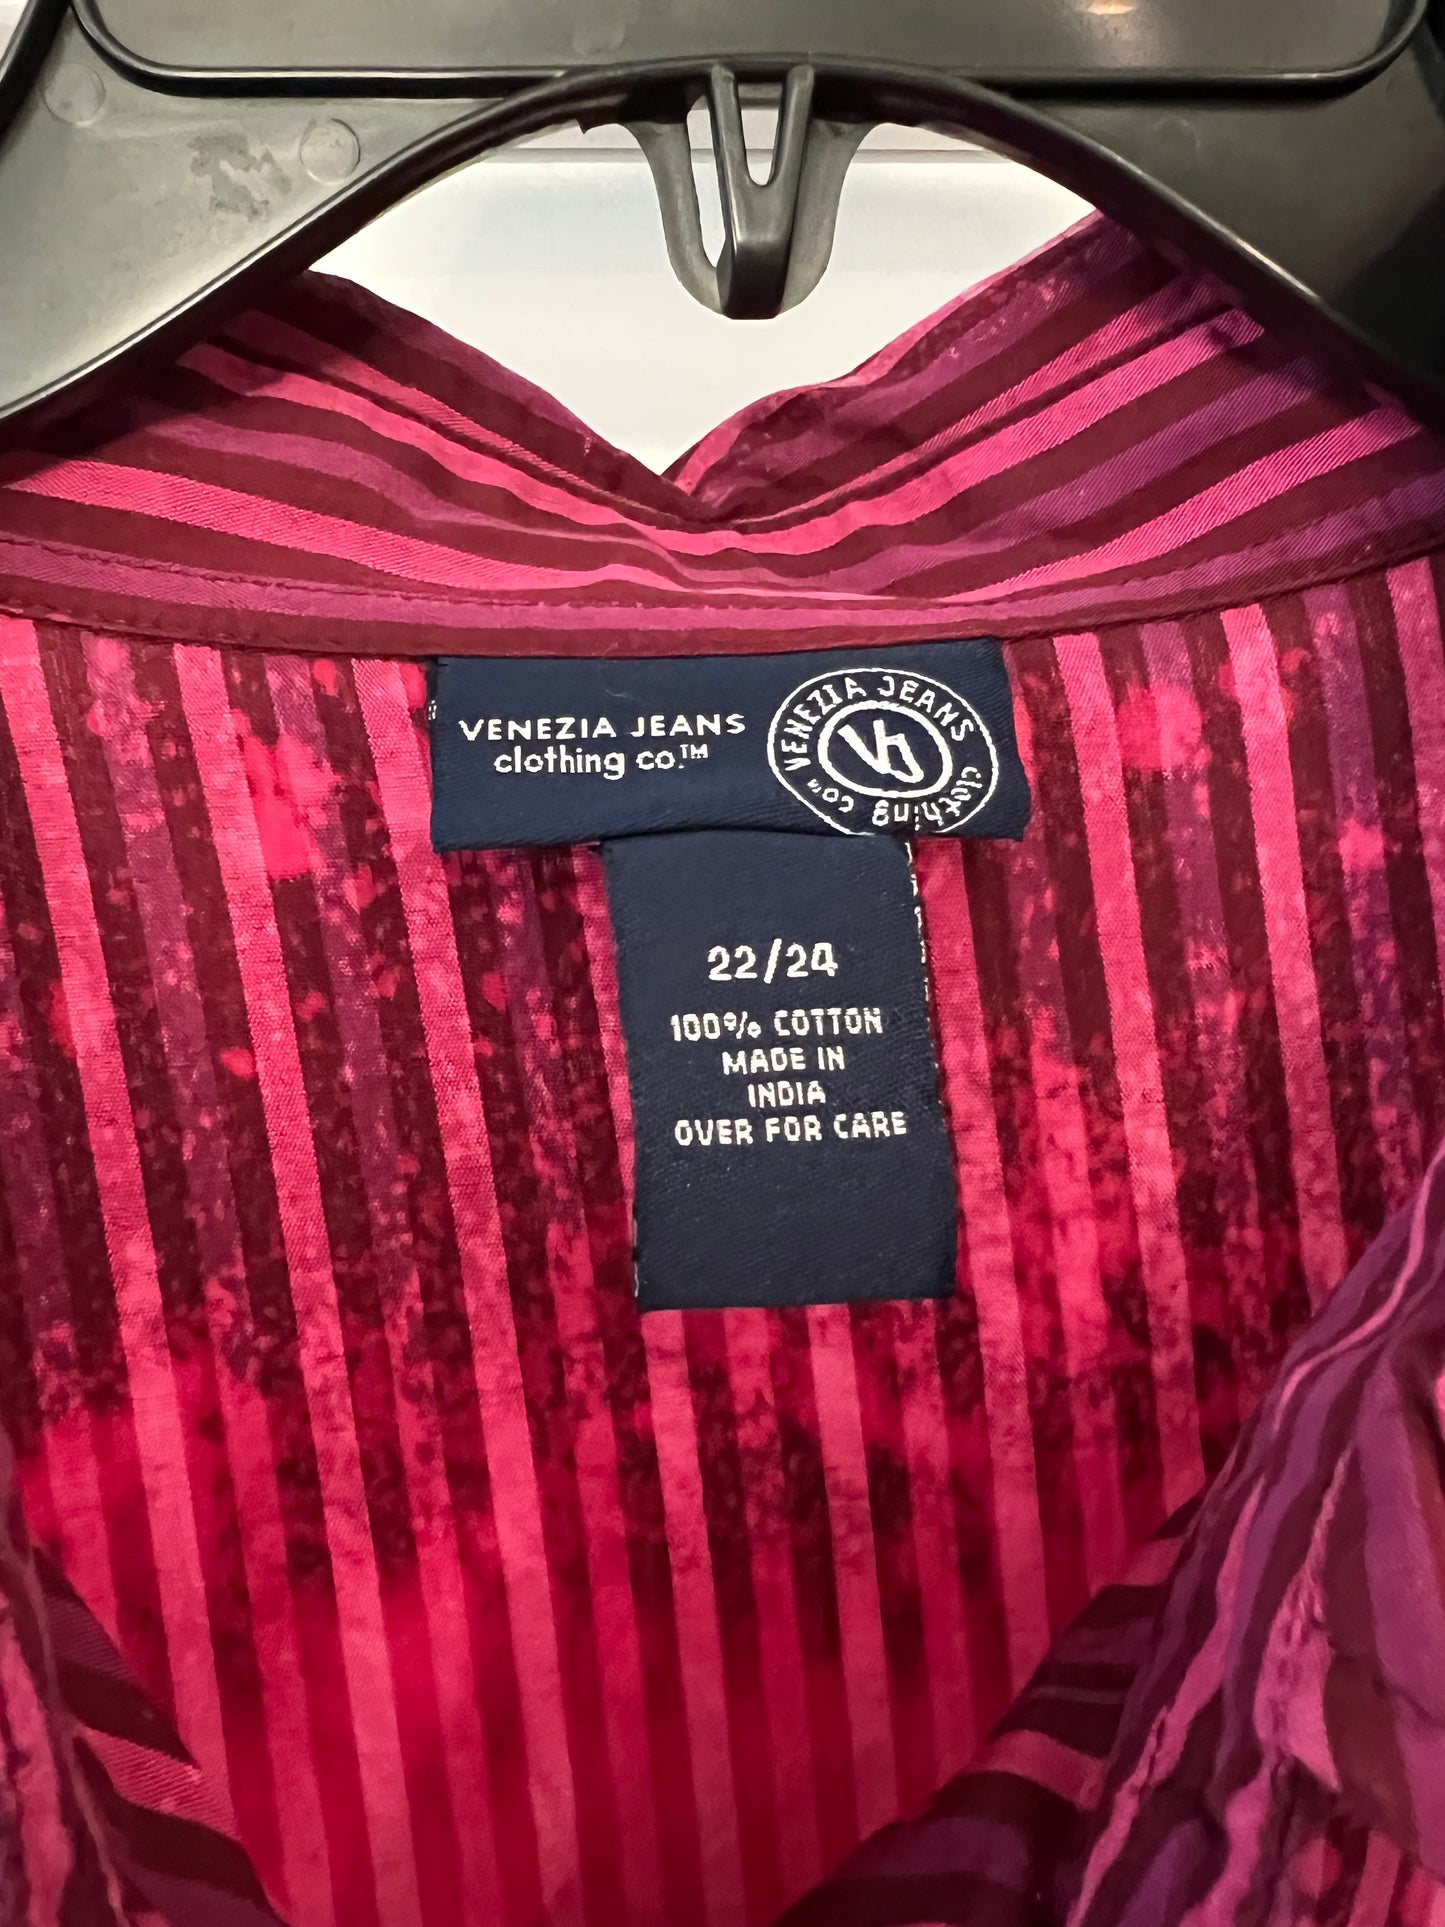 VENEZIA JEANS
clothing co.™
VENEZIA JEANS clothing co™
VJ
22/24
100% COTTON
MADE IN
INDIA
OVER FOR CARE